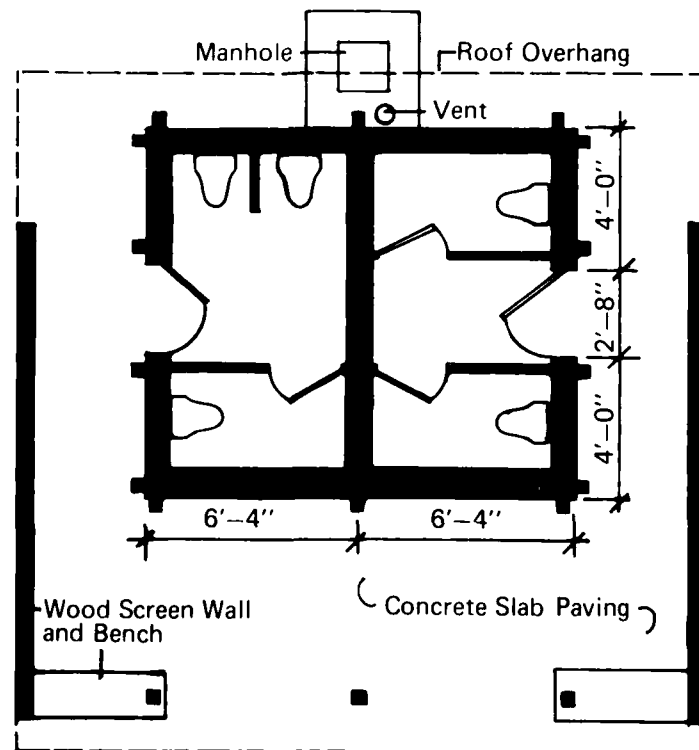 Manhole
Roof Overhang
Vent
4'-0"
2'-8"
4'-0"
6'-4"
6'-4"
Wood Screen Wall
and Bench
Concrete Slab Paving